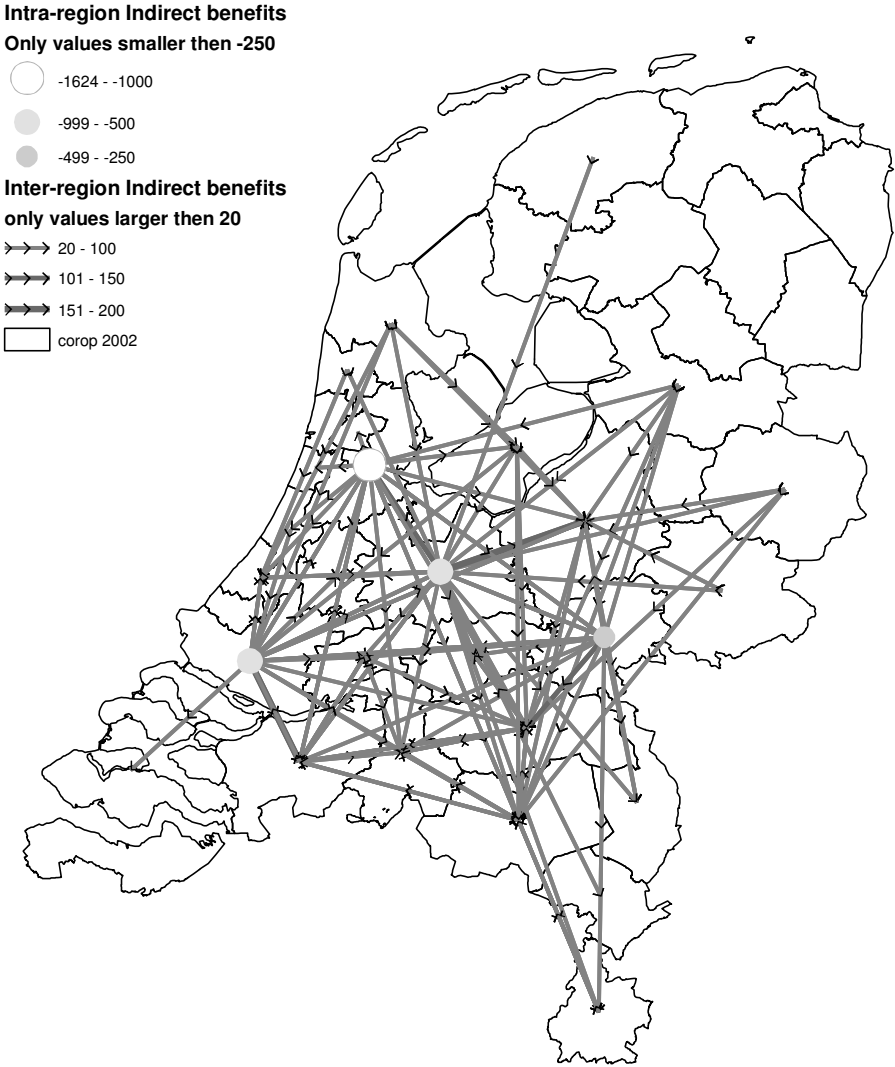 Intra-region Indirect benefits
Only values smaller then -250
-1624 - -1000
-999 - -500
-499 - -250
Inter-region Indirect benefits
only values larger then 20
20 - 100
101 - 150
151 - 200
corop 2002